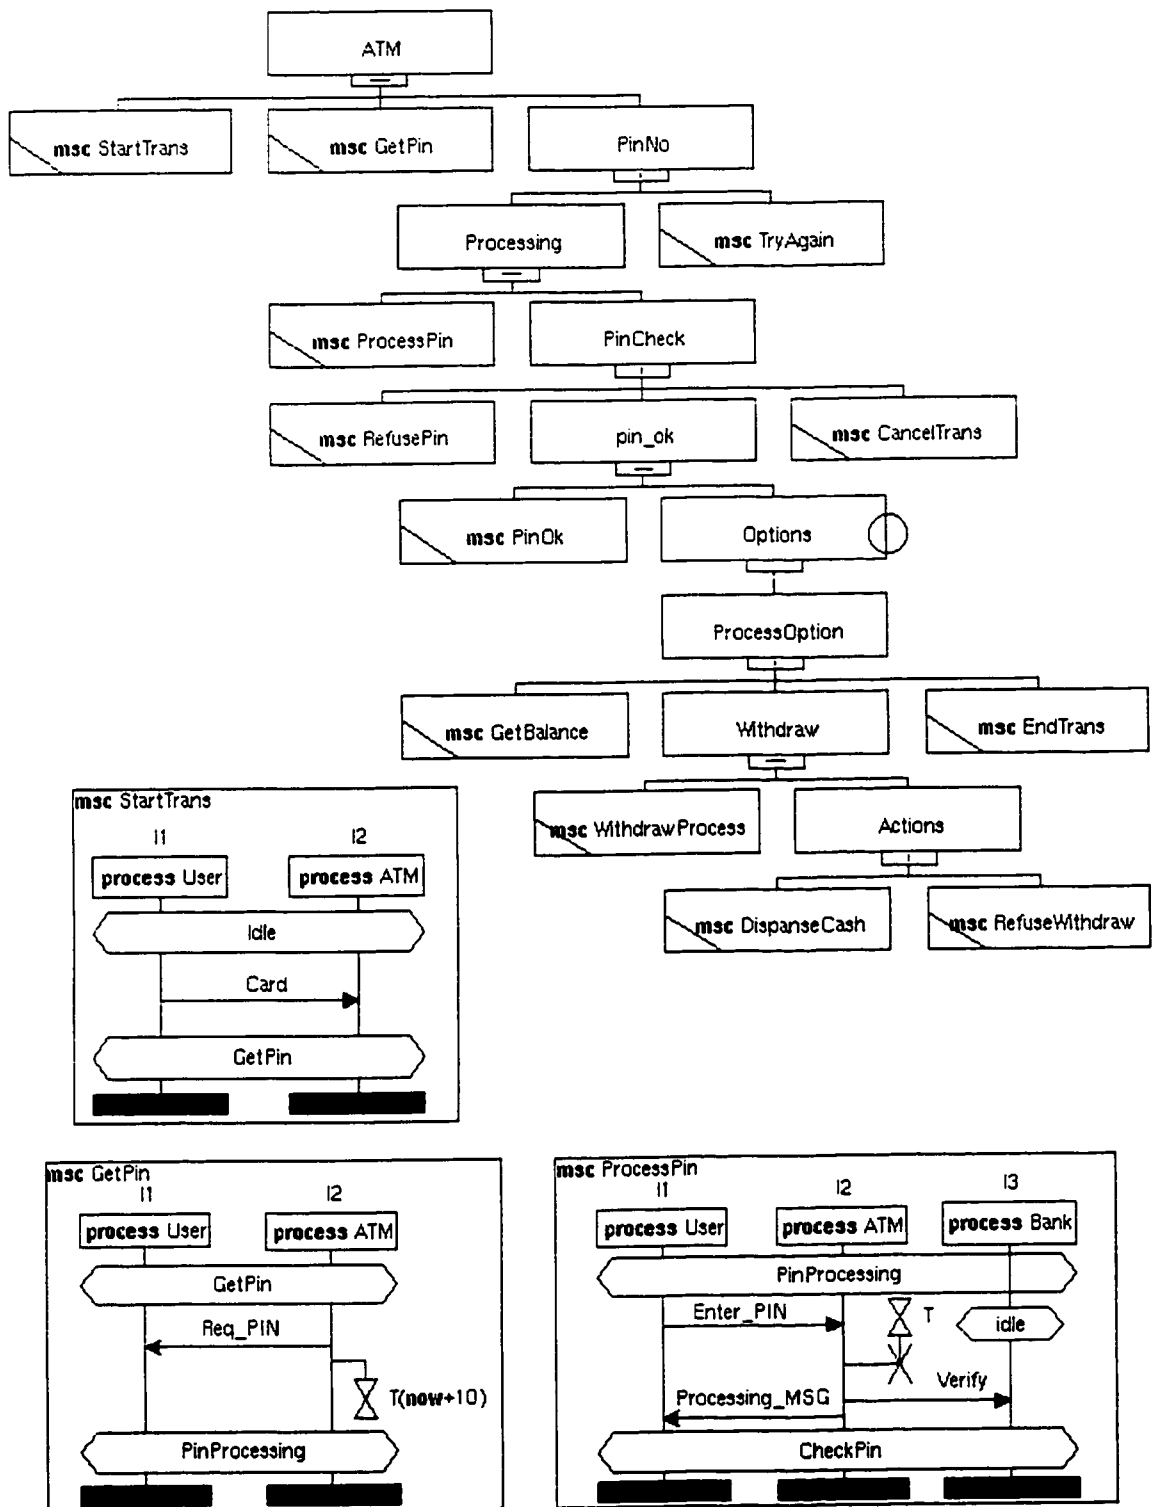 ATM
msc StartTrans
msc GetPin
PinNo
Processing
msc TryAgain
msc ProcessPin
PinCheck
msc RefusePin
pin_ok
msc CancelTrans
msc PinOk
Options
ProcessOption
msc GetBalance
Withdraw
msc EndTrans
msc WithdrawProcess
Actions
msc DispanseCash
msc RefuseWithdraw
msc StartTrans
I1 I2
process User process ATM
Idle
Card
GetPin
msc GetPin
I1 I2
process User process ATM
GetPin
Req_PIN
T(now+10)
PinProcessing
msc ProcessPin
I1 I2 I3
process User process ATM process Bank
PinProcessing
Enter_PIN T idle
Verify
Processing_MSG
CheckPin